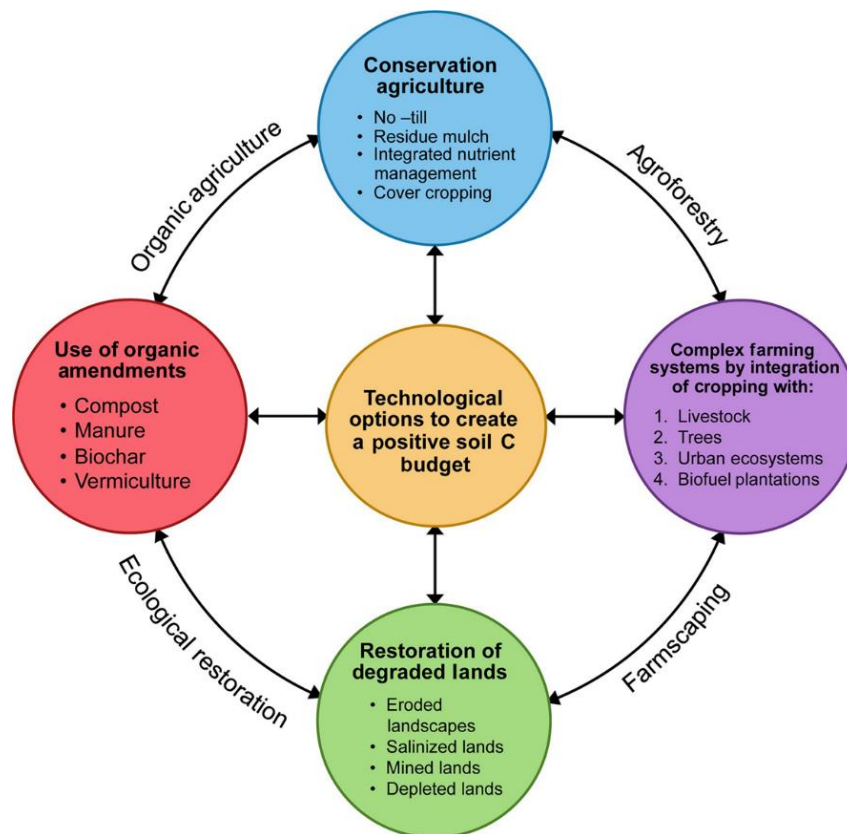 Conservation
agriculture
• No –till
• Residue mulch
• Integrated nutrient
management
• Cover cropping
Organic agriculture
Agroforestry
Use of organic
amendments
• Compost
• Manure
• Biochar
• Vermiculture
Technological
options to create
a positive soil C
budget
Complex farming
systems by integration
of cropping with:
1. Livestock
2. Trees
3. Urban ecosystems
4. Biofuel plantations
Ecological restoration
Farmscaping
Restoration of
degraded lands
• Eroded
landscapes
• Salinized lands
• Mined lands
• Depleted lands